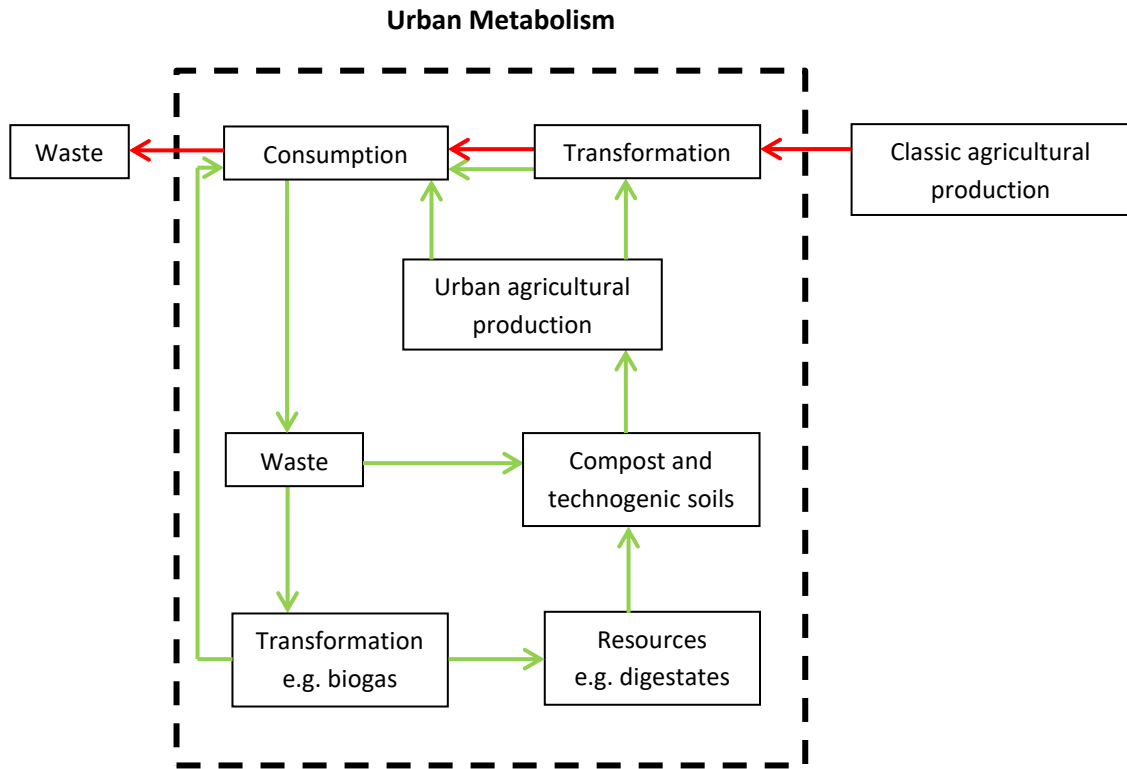 Urban Metabolism
Waste
Consumption
Transformation
Classic agricultural
production
Urban agricultural
production
Waste
Compost and
technogenic soils
Transformation
e.g. biogas
Resources
e.g. digestates